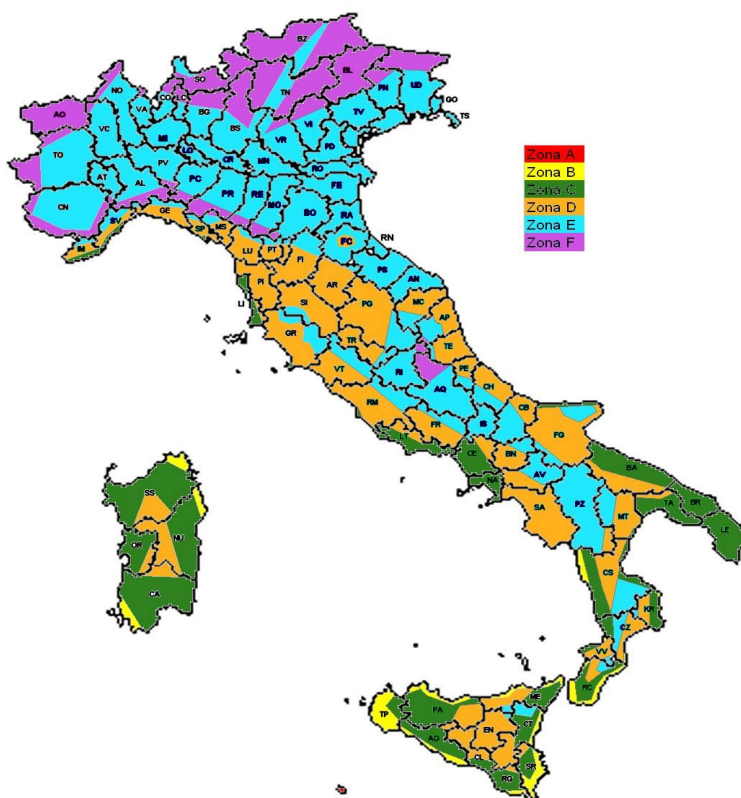 BZ
SO
BL
TN
NO
CO
LC
VA
BG
PN
UD
AO
VC
BS
TV
GO
TS
VI
MI
VR
PD
TO
LO
CR
MN
RO
PV
AT
AL
PC
PR
RE
MO
FE
CN
BO
RA
GE
SP
MS
SV
IM
FC
RN
LU
PT
FI
PS
AN
AR
PI
LI
SI
PG
MC
AP
GR
TR
TE
RI
PE
VT
AQ
CH
RM
CB
FR
IS
FG
LT
CE
BN
BA
NA
AV
SA
PZ
MT
TA
BR
LE
SS
NU
OR
CA
CS
KR
CZ
VV
RC
ME
PA
TP
CT
EN
AG
CL
SR
RG
Zona A
Zona B
Zona C
Zona D
Zona E
Zona F